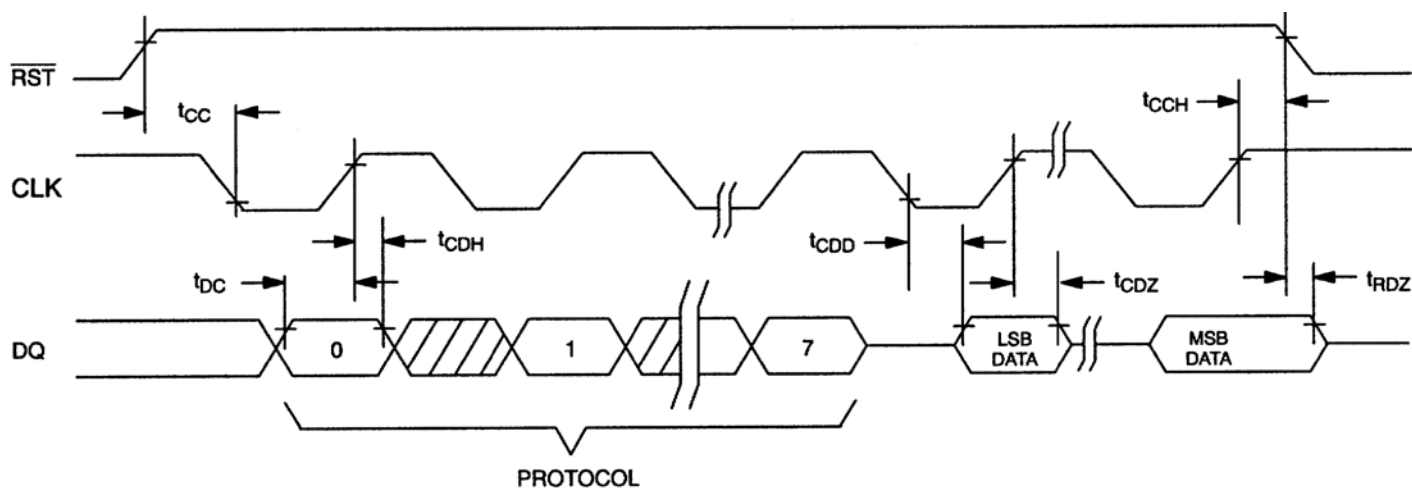 RST
tCC
tCCH
CLK
tCDH
tCDD
tDC
tCDZ
tRDZ
DQ
0
1
7
LSB
DATA
MSB
DATA
PROTOCOL